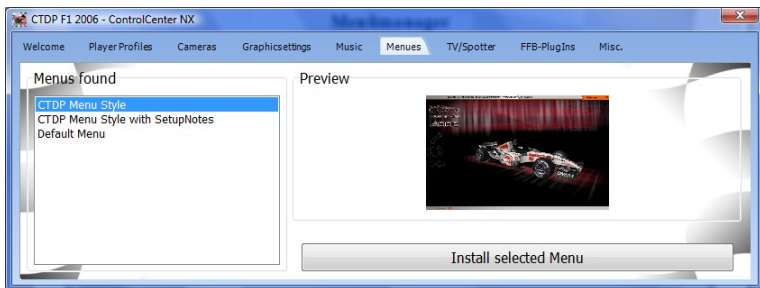 CTDP F1 2006 - ControlCenter NX
Menümanager
Welcome Player Profiles Cameras Graphicsettings Music Menues TV/Spotter FFB-PlugIns Misc.
Menus found
Preview
CTDP Menu Style
CTDP Menu Style with SetupNotes
Default Menu
Install selected Menu